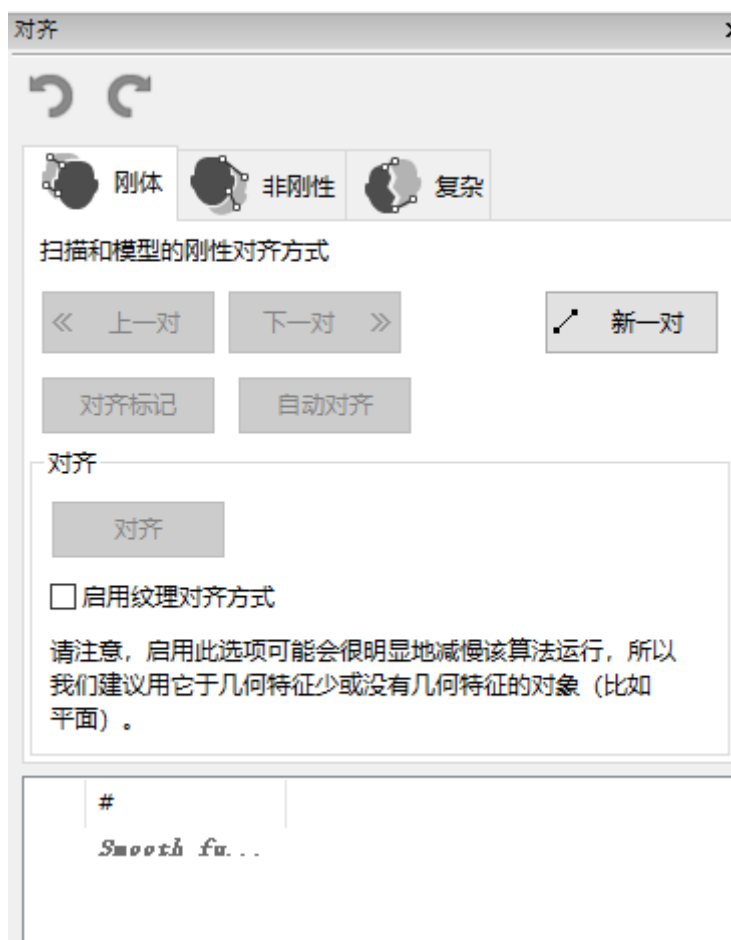 对齐
刚体 非刚性 复杂
扫描和模型的刚性对齐方式
上一对 下一对 新一对
对齐标记 自动对齐
对齐
对齐
启用纹理对齐方式
请注意，启用此选项可能会很明显地减慢该算法运行，所以
我们建议用它于几何特征少或没有几何特征的对象（比如
平面）。
#
Smooth fu...